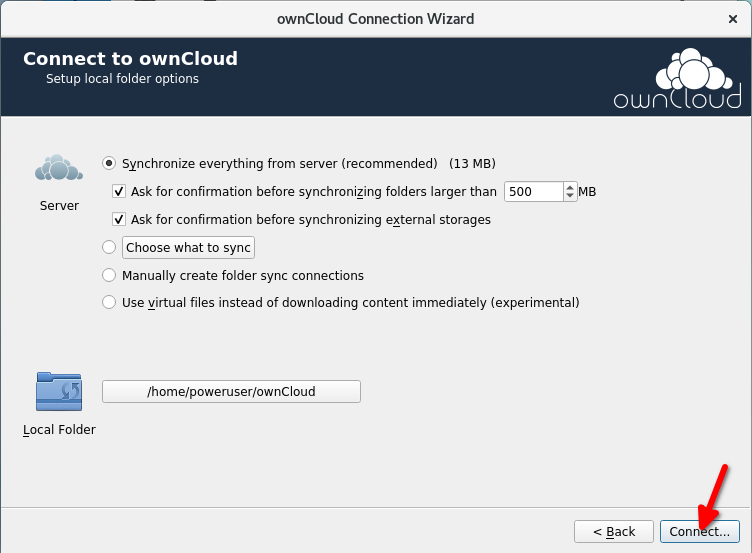 ownCloud Connection Wizard
Connect to ownCloud
Setup local folder options
ownCloud
Synchronize everything from server (recommended) (13 MB)
Ask for confirmation before synchronizing folders larger than 500 MB
Server
Ask for confirmation before synchronizing external storages
Choose what to sync
Manually create folder sync connections
Use virtual files instead of downloading content immediately (experimental)
/home/poweruser/ownCloud
Local Folder
< Back Connect...